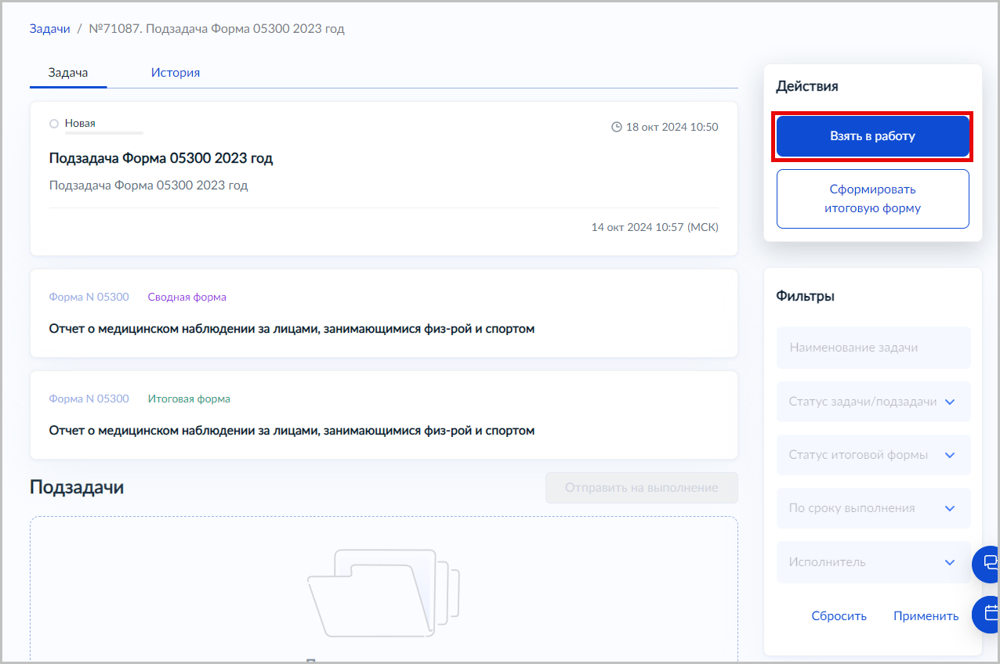 Задачи / №71087. Подзадача Форма 05300 2023 год
Задача
История
Новая
18 окт 2024 10:50
Подзадача Форма 05300 2023 год
Подзадача Форма 05300 2023 год
14 окт 2024 10:57 (МСК)
Форма N 05300 Сводная форма
Отчет о медицинском наблюдении за лицами, занимающимися физ-рой и спортом
Форма N 05300 Итоговая форма
Отчет о медицинском наблюдении за лицами, занимающимися физ-рой и спортом
Подзадачи
Отправить на выполнение
Действия
Взять в работу
Сформировать
итоговую форму
Фильтры
Наименование задачи
Статус задачи/подзадачи
Статус итоговой формы
По сроку выполнения
Исполнитель
Сбросить
Применить